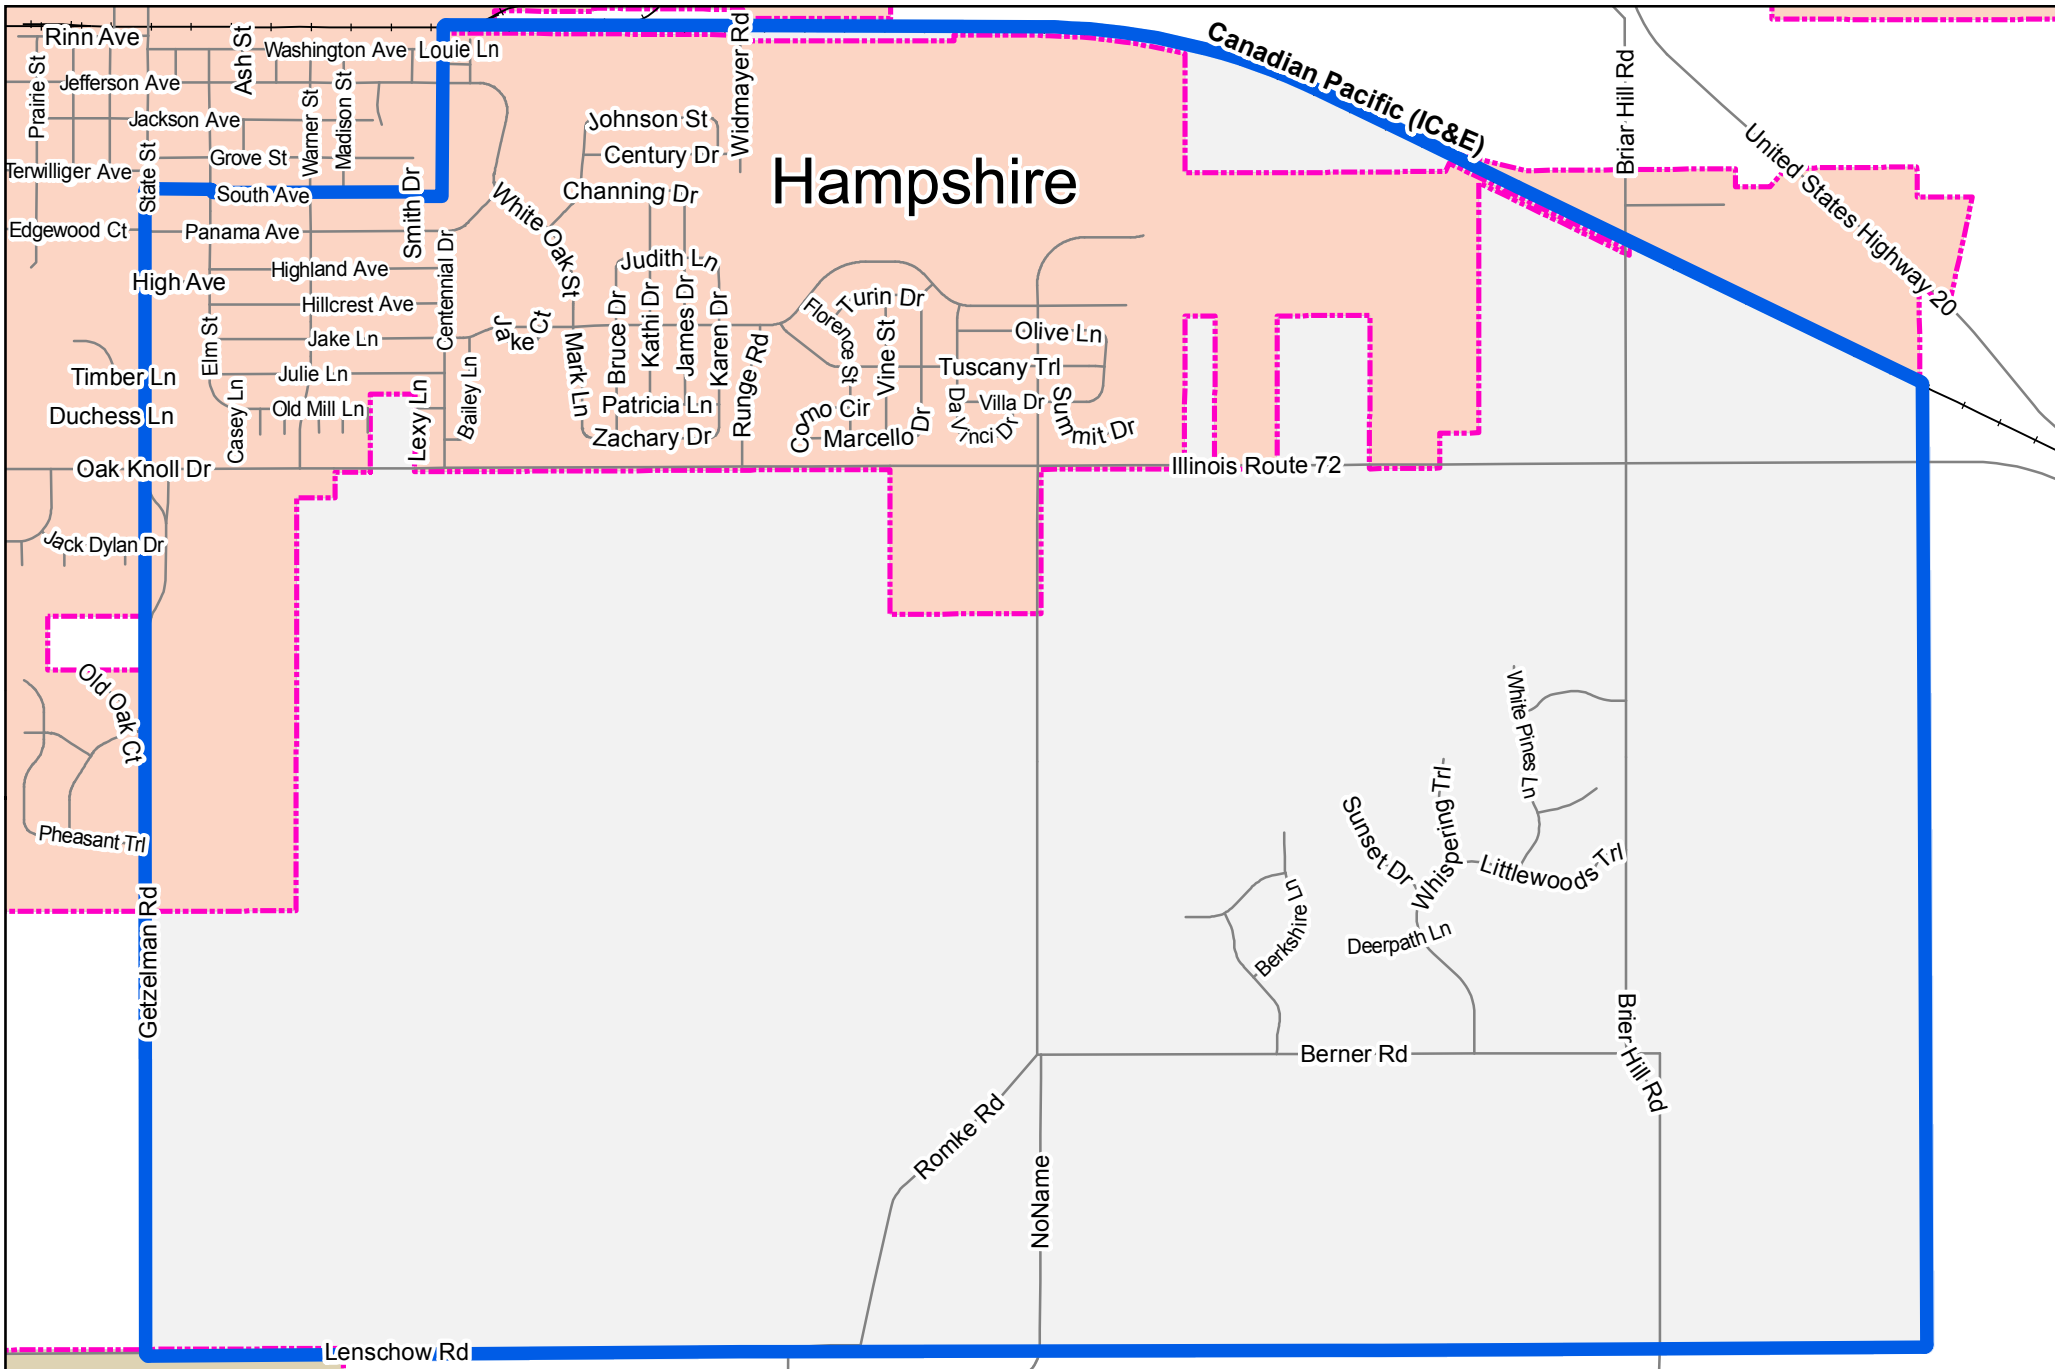 Rinn Ave
Ash St
Washington Ave
Louie Ln
Widmayer Rd
Canadian Pacific (IC&E)
Briar Hill Rd
United States Highway 20
Prairie St
Jefferson Ave
Warner St
Madison St
Jackson Ave
Johnson St
Grove St
Century Dr
Terwilliger Ave
State St
Hampshire
South Ave
Smith Dr
White Oak St
Channing Dr
Edgewood Ct
Panama Ave
Centennial Dr
Judith Ln
Highland Ave
High Ave
Hillcrest Ave
Jake Ct
Bruce Dr
Kathi Dr
James Dr
Karen Dr
Florence St
Turin Dr
Vine St
Olive Ln
Elm St
Jake Ln
Mark Ln
Runge Rd
Tuscany Trl
Timber Ln
Julie Ln
Duchess Ln
Casey Ln
Old Mill Ln
Lexy Ln
Bailey Ln
Patricia Ln
Zachary Dr
Como Cir
Marcello Dr
Da Vinci Dr
Villa Dr
Summit Dr
Oak Knoll Dr
Illinois Route 72
Jack Dylan Dr
Old Oak Ct
Pheasant Trl
White Pines Ln
Whispering Trl
Sunset Dr
Littlewoods Trl
Berkshire Ln
Deerpath Ln
Getzelman Rd
Brier Hill Rd
Berner Rd
Romke Rd
NoName
Lenschow Rd